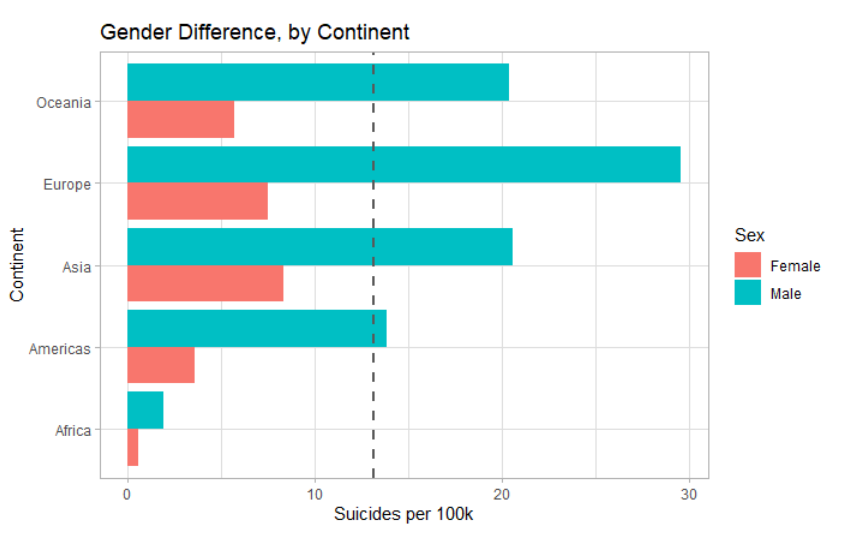 Gender Difference, by Continent
Continent
Oceania
Europe
Asia
Americas
Africa
0 10 20 30
Suicides per 100k
Sex
Female
Male